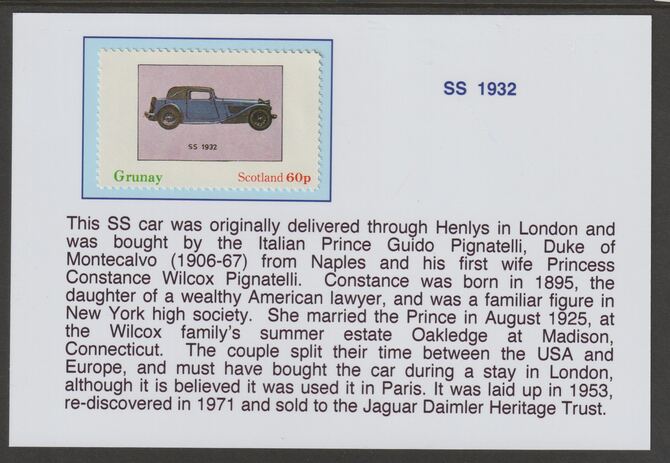 SS 1932
SS 1932
Grunay Scotland 60p
This SS car was originally delivered through Henlys in London and
was bought by the Italian Prince Guido Pignatelli, Duke of
Montecalvo (1906-67) from Naples and his first wife Princess
Constance Wilcox Pignatelli. Constance was born in 1895, the
daughter of a wealthy American lawyer, and was a familiar figure in
New York high society. She married the Prince in August 1925, at
the Wilcox family's summer estate Oakledge at Madison,
Connecticut. The couple split their time between the USA and
Europe, and must have bought the car during a stay in London,
although it is believed it was used it in Paris. It was laid up in 1953,
re-discovered in 1971 and sold to the Jaguar Daimler Heritage Trust.